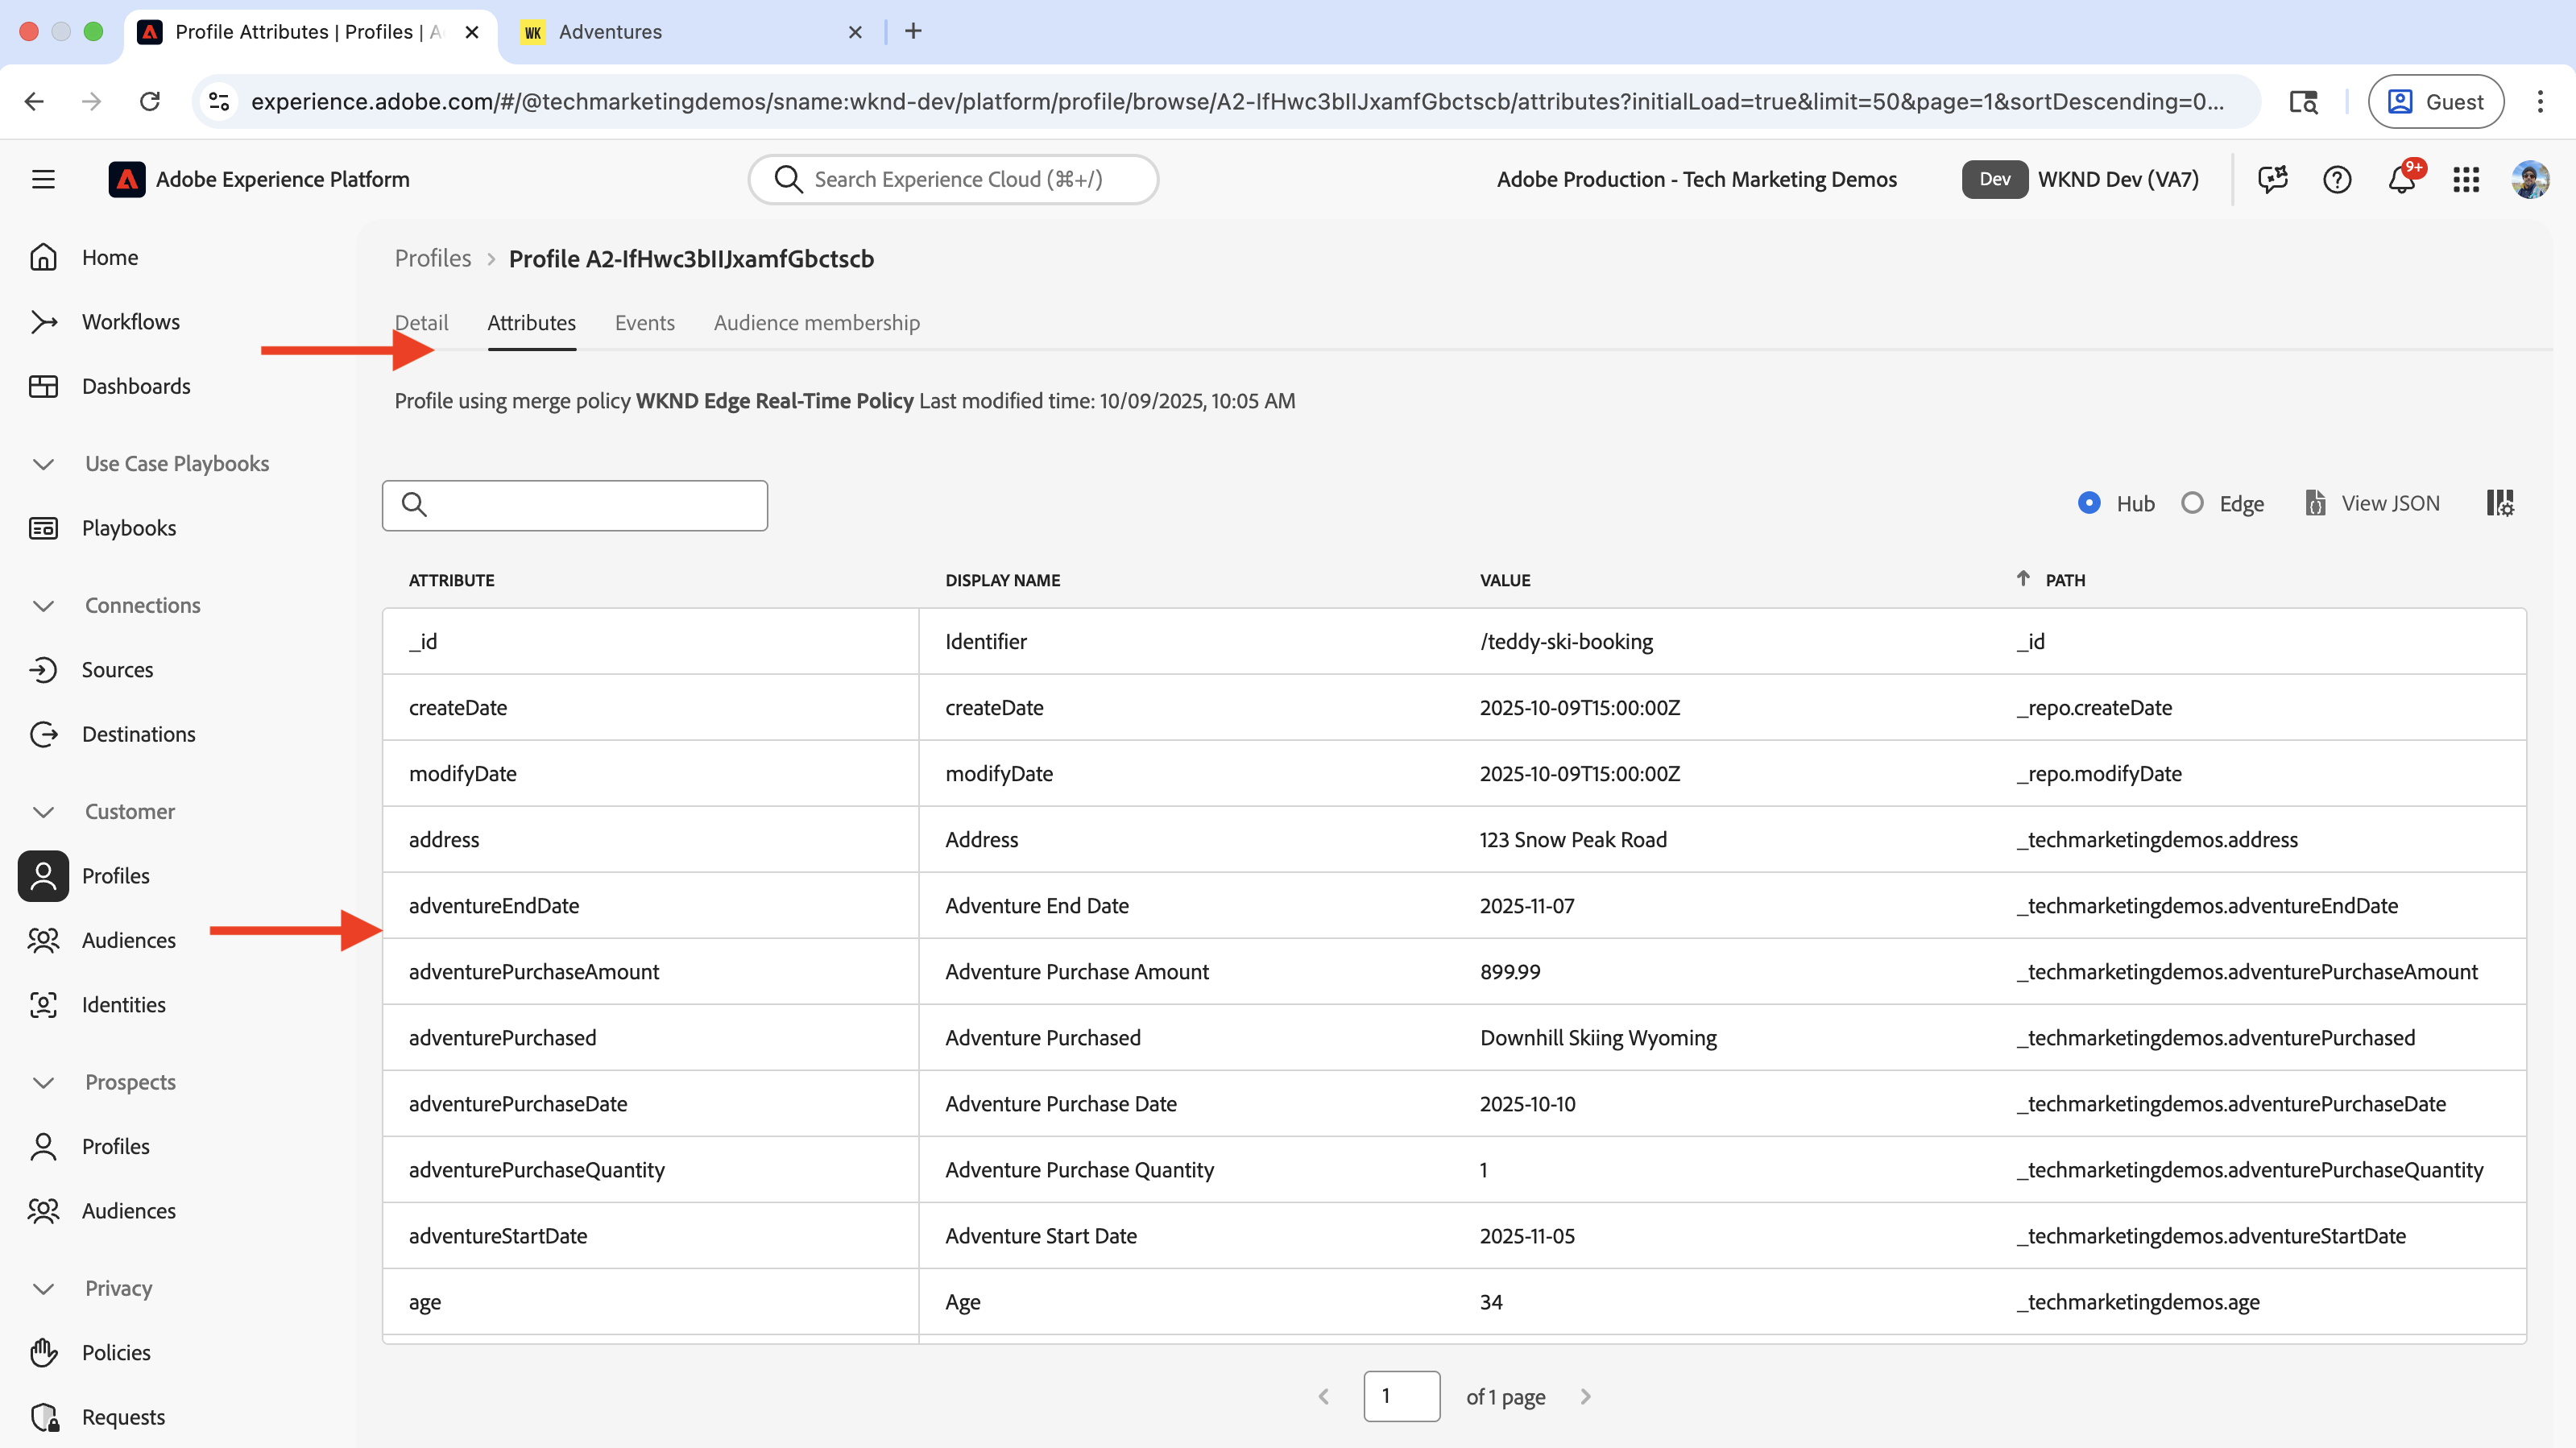 Profile Attributes | Profiles | A
WK Adventures
experience.adobe.com/#/@techmarketingdemos/sname:wknd-dev/platform/profile/browse/A2-IfHwc3bIIJxamfGbctscb/attributes?initialLoad=true&limit=50&page=1&sortDescending=0...
Guest
Adobe Experience Platform
Search Experience Cloud (⌘+/)
Adobe Production - Tech Marketing Demos
Dev WKND Dev (VA7)
9+
Home
Workflows
Dashboards
Use Case Playbooks
Playbooks
Connections
Sources
Destinations
Customer
Profiles
Audiences
Identities
Prospects
Profiles
Audiences
Privacy
Policies
Requests
Profiles > Profile A2-IfHwc3bIIJxamfGbctscb
Detail Attributes Events Audience membership
Profile using merge policy WKND Edge Real-Time Policy Last modified time: 10/09/2025, 10:05 AM
Hub Edge View JSON
ATTRIBUTE DISPLAY NAME VALUE PATH
_id Identifier /teddy-ski-booking _id
createDate createDate 2025-10-09T15:00:00Z _repo.createDate
modifyDate modifyDate 2025-10-09T15:00:00Z _repo.modifyDate
address Address 123 Snow Peak Road _techmarketingdemos.address
adventureEndDate Adventure End Date 2025-11-07 _techmarketingdemos.adventureEndDate
adventurePurchaseAmount Adventure Purchase Amount 899.99 _techmarketingdemos.adventurePurchaseAmount
adventurePurchased Adventure Purchased Downhill Skiing Wyoming _techmarketingdemos.adventurePurchased
adventurePurchaseDate Adventure Purchase Date 2025-10-10 _techmarketingdemos.adventurePurchaseDate
adventurePurchaseQuantity Adventure Purchase Quantity 1 _techmarketingdemos.adventurePurchaseQuantity
adventureStartDate Adventure Start Date 2025-11-05 _techmarketingdemos.adventureStartDate
age Age 34 _techmarketingdemos.age
1 of 1 page